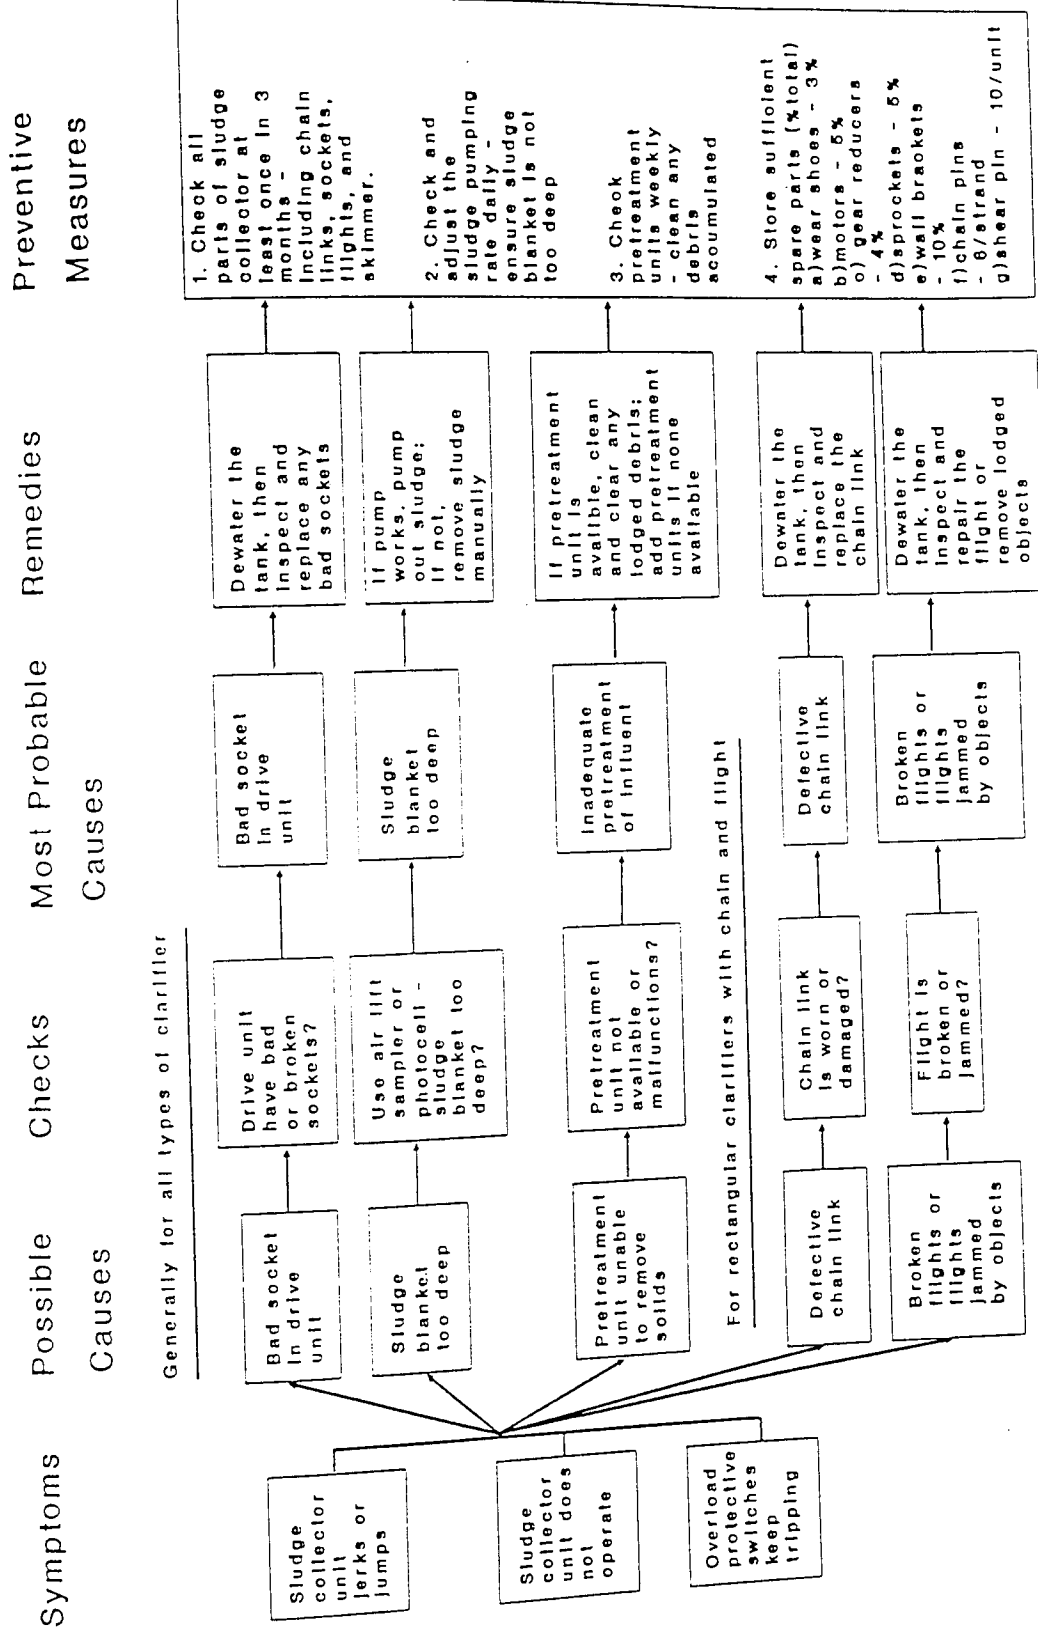 Symptoms
Possible
Causes
Checks
Most Probable
Causes
Remedies
Preventive
Measures
Generally for all types of clarifier
Sludge
collector
unit
jerks or
jumps
Sludge
collector
unit does
not
operate
Overload
protective
switches
keep
tripping
Bad socket
in drive
unit
Drive unit
have bad
or broken
sockets?
Bad socket
in drive
unit
Dewater the
tank, then
inspect and
replace any
bad sockets
Sludge
blanket
too deep
Use air lift
sampler or
photocell -
sludge
blanket too
deep?
Sludge
blanket
too deep
If pump
works, pump
out sludge;
if not,
remove sludge
manually
Pretreatment
unit unable
to remove
solids
Pretreatment
unit not
available or
malfunctions?
Inadequate
pretreatment
of influent
If pretreatment
unit is
available, clean
and clear any
lodged debris;
add pretreatment
units if none
available
For rectangular clarifiers with chain and flight
Defective
chain link
Chain link
is worn or
damaged?
Defective
chain link
Dewater the
tank, then
inspect and
replace the
chain link
Broken
flights or
flights
jammed
by objects
Flight is
broken or
jammed?
Broken
flights or
flights
jammed
by objects
Dewater the
tank, then
inspect and
repair the
flight or
remove lodged
objects
1. Check all
parts of sludge
collector at
least once in 3
months -
including chain
links, sockets,
flights, and
skimmer.
2. Check and
adjust the
sludge pumping
rate daily -
ensure sludge
blanket is not
too deep
3. Check
pretreatment
units weekly
- clean any
debris
accumulated
4. Store sufficient
spare parts (%total)
a)wear shoes - 3%
b)motors - 5%
c) gear reducers
- 4%
d)sprockets - 5%
e)wall brackets
- 10%
f)chain pins
- 6/strand
g)shear pin - 10/unit